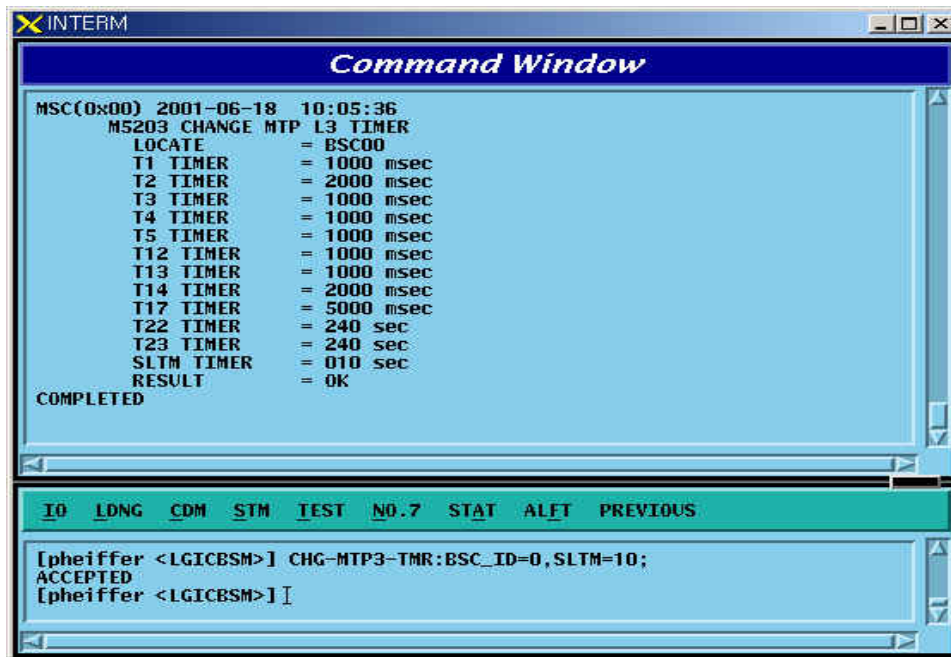 INTERM
Command Window
MSC(0x00) 2001-06-18 10:05:36
M5203 CHANGE MTP L3 TIMER
LOCATE = BSC00
T1 TIMER = 1000 msec
T2 TIMER = 2000 msec
T3 TIMER = 1000 msec
T4 TIMER = 1000 msec
T5 TIMER = 1000 msec
T12 TIMER = 1000 msec
T13 TIMER = 1000 msec
T14 TIMER = 2000 msec
T17 TIMER = 5000 msec
T22 TIMER = 240 sec
T23 TIMER = 240 sec
SLTM TIMER = 010 sec
RESULT = OK
COMPLETED
IO LDNG CDM STM TEST NO.7 STAT ALFT PREVIOUS
[pheiffer <LGICBSM>] CHG-MTP3-TMR:BSC_ID=0,SLTM=10;
ACCEPTED
[pheiffer <LGICBSM>]